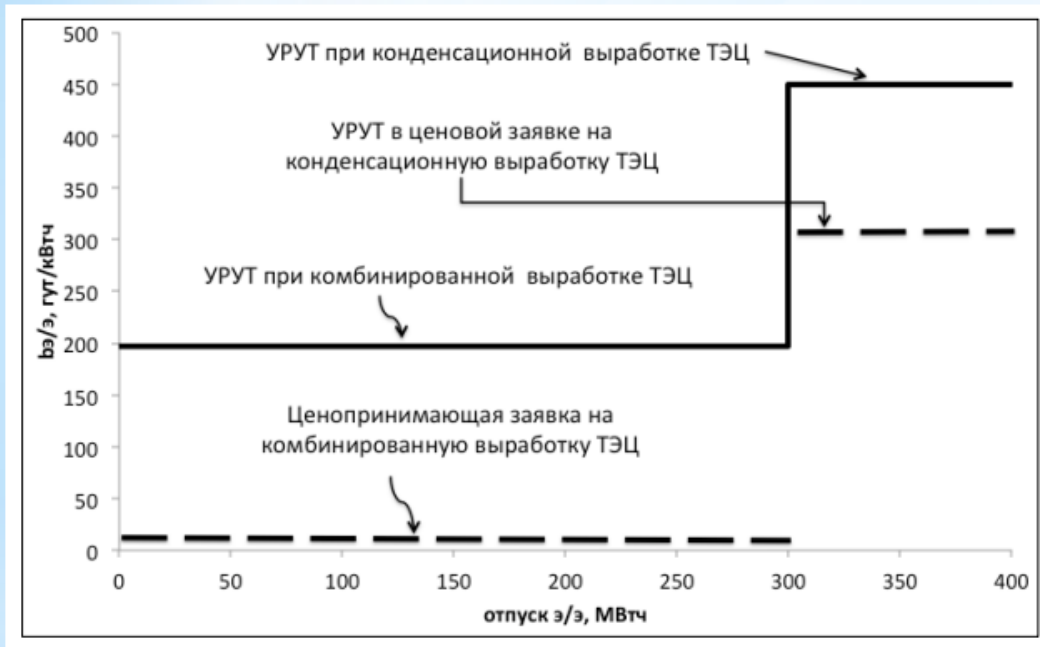 500
450
400
350
300
250
200
150
100
50
0
bэ/э, гут/кВтч
УРУТ при конденсационной выработке ТЭЦ
УРУТ в ценовой заявке на
конденсационную выработку ТЭЦ
УРУТ при комбинированной выработке ТЭЦ
Ценопринимающая заявка на
комбинированную выработку ТЭЦ
0 50 100 150 200 250 300 350 400
отпуск э/э, МВтч